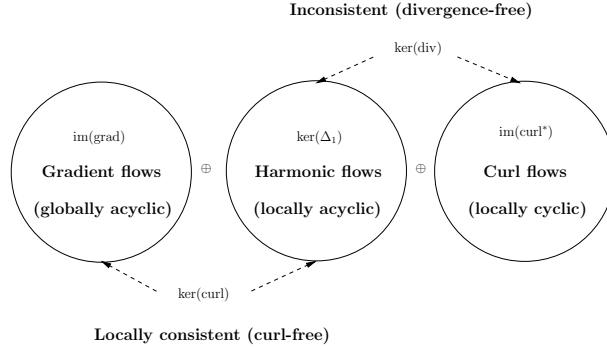 Inconsistent (divergence-free)
ker(div)
im(grad)
Gradient flows
(globally acyclic)
⊕
ker(Δ₁)
Harmonic flows
(locally acyclic)
⊕
im(curl*)
Curl flows
(locally cyclic)
ker(curl)
Locally consistent (curl-free)